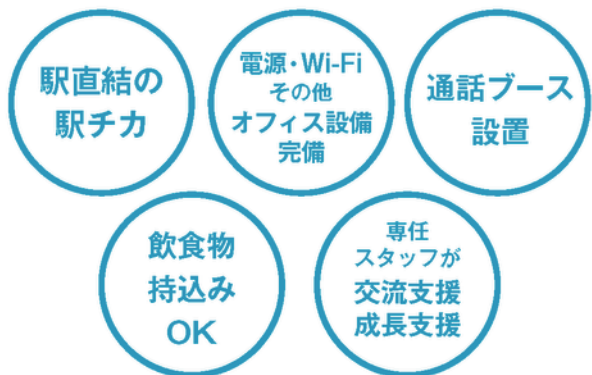 駅直結の
駅チカ
電源・Wi-Fi
その他
オフィス設備
完備
通話ブース
設置
飲食物
持込み
OK
専任
スタッフが
交流支援
成長支援